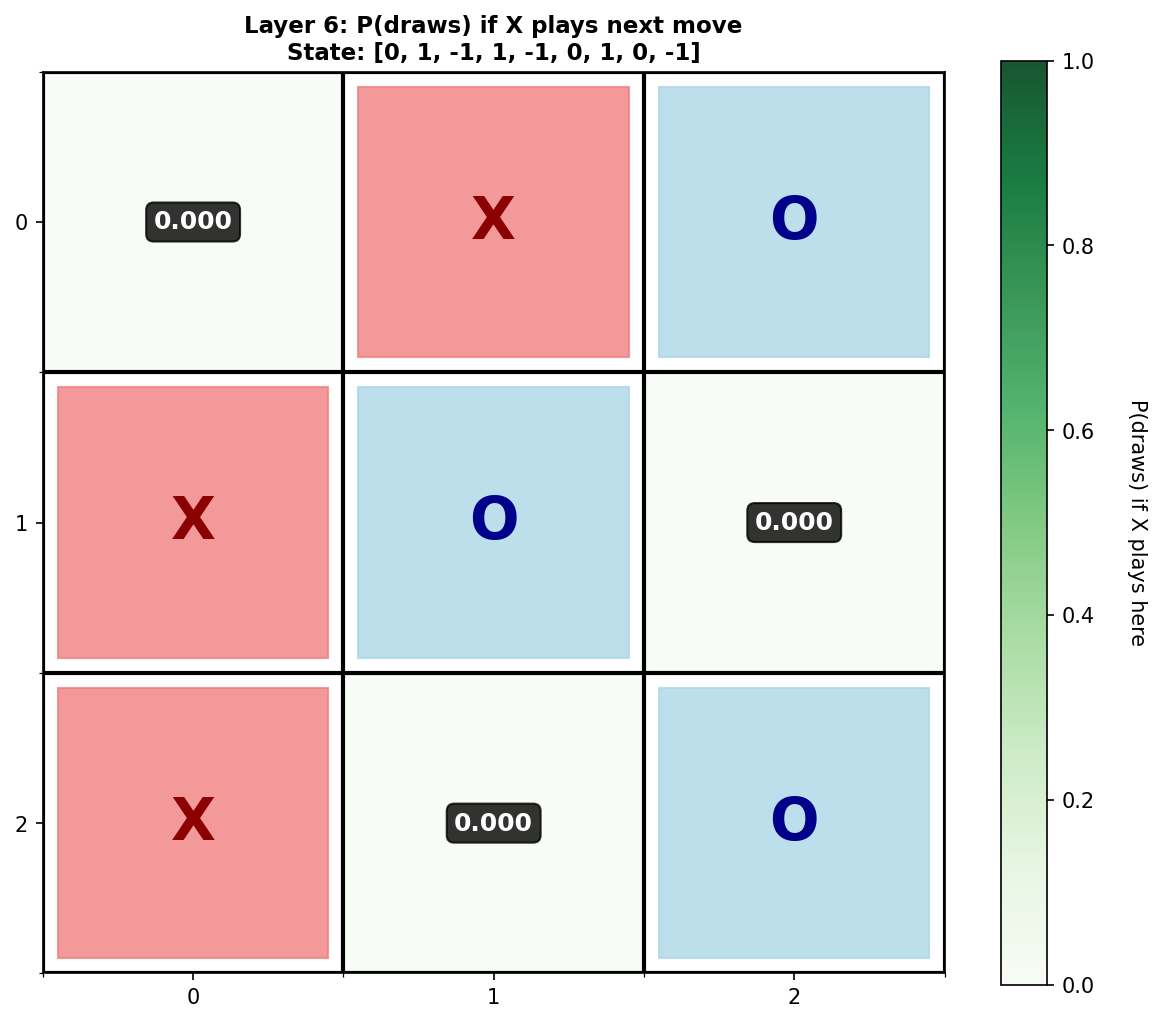 Layer 6: P(draws) if X plays next move
State: [0, 1, -1, 1, -1, 0, 1, 0, -1]
0
0.000
X
O
1
X
O
0.000
2
X
0.000
O
0
1
2
1.0
0.8
0.6
0.4
0.2
0.0
P(draws) if X plays here